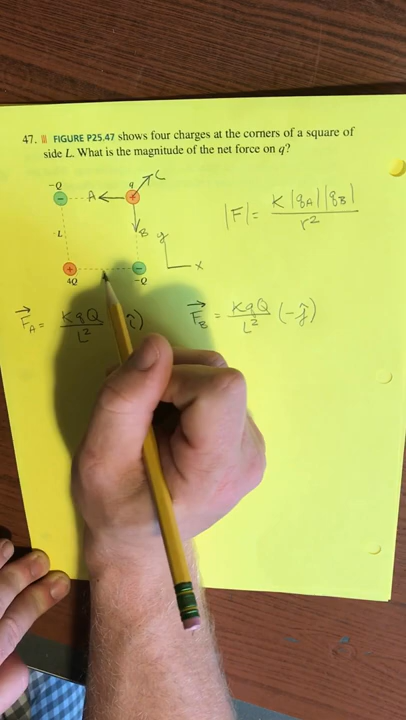 47. ||| FIGURE P25.47 shows four charges at the corners of a square of
side L. What is the magnitude of the net force on q?
-Q
q
A
C
B
L
y
x
4Q
-Q
|F| = K|qA||qB| / r²
F⃗A = KqQ / L² î)
F⃗B = KqQ / L² (-ĵ)